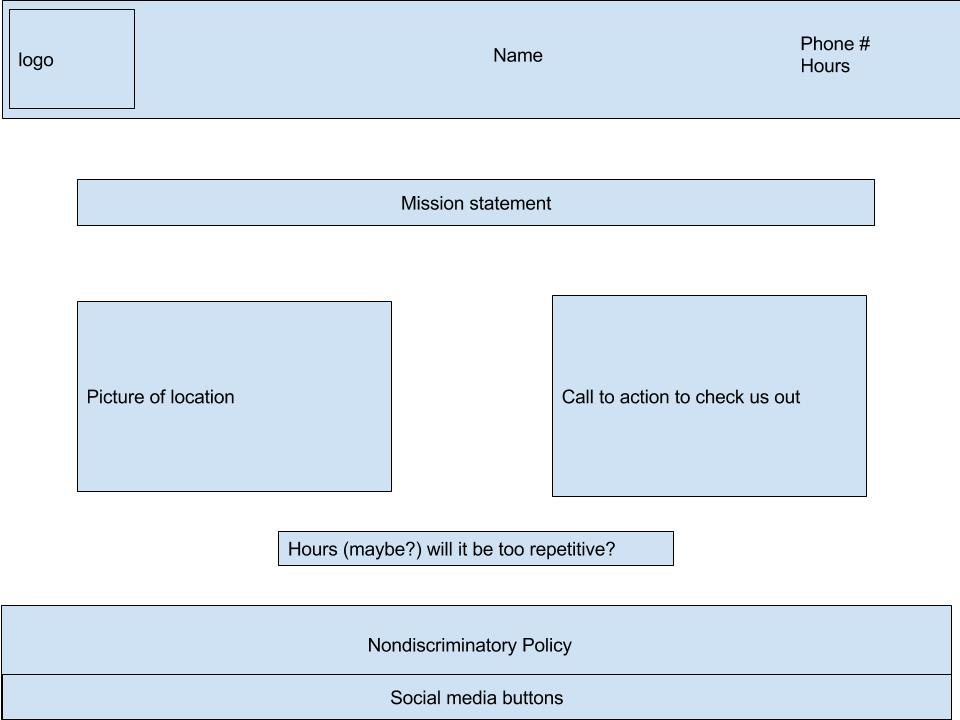 logo
Name
Phone #
Hours
Mission statement
Picture of location
Call to action to check us out
Hours (maybe?) will it be too repetitive?
Nondiscriminatory Policy
Social media buttons